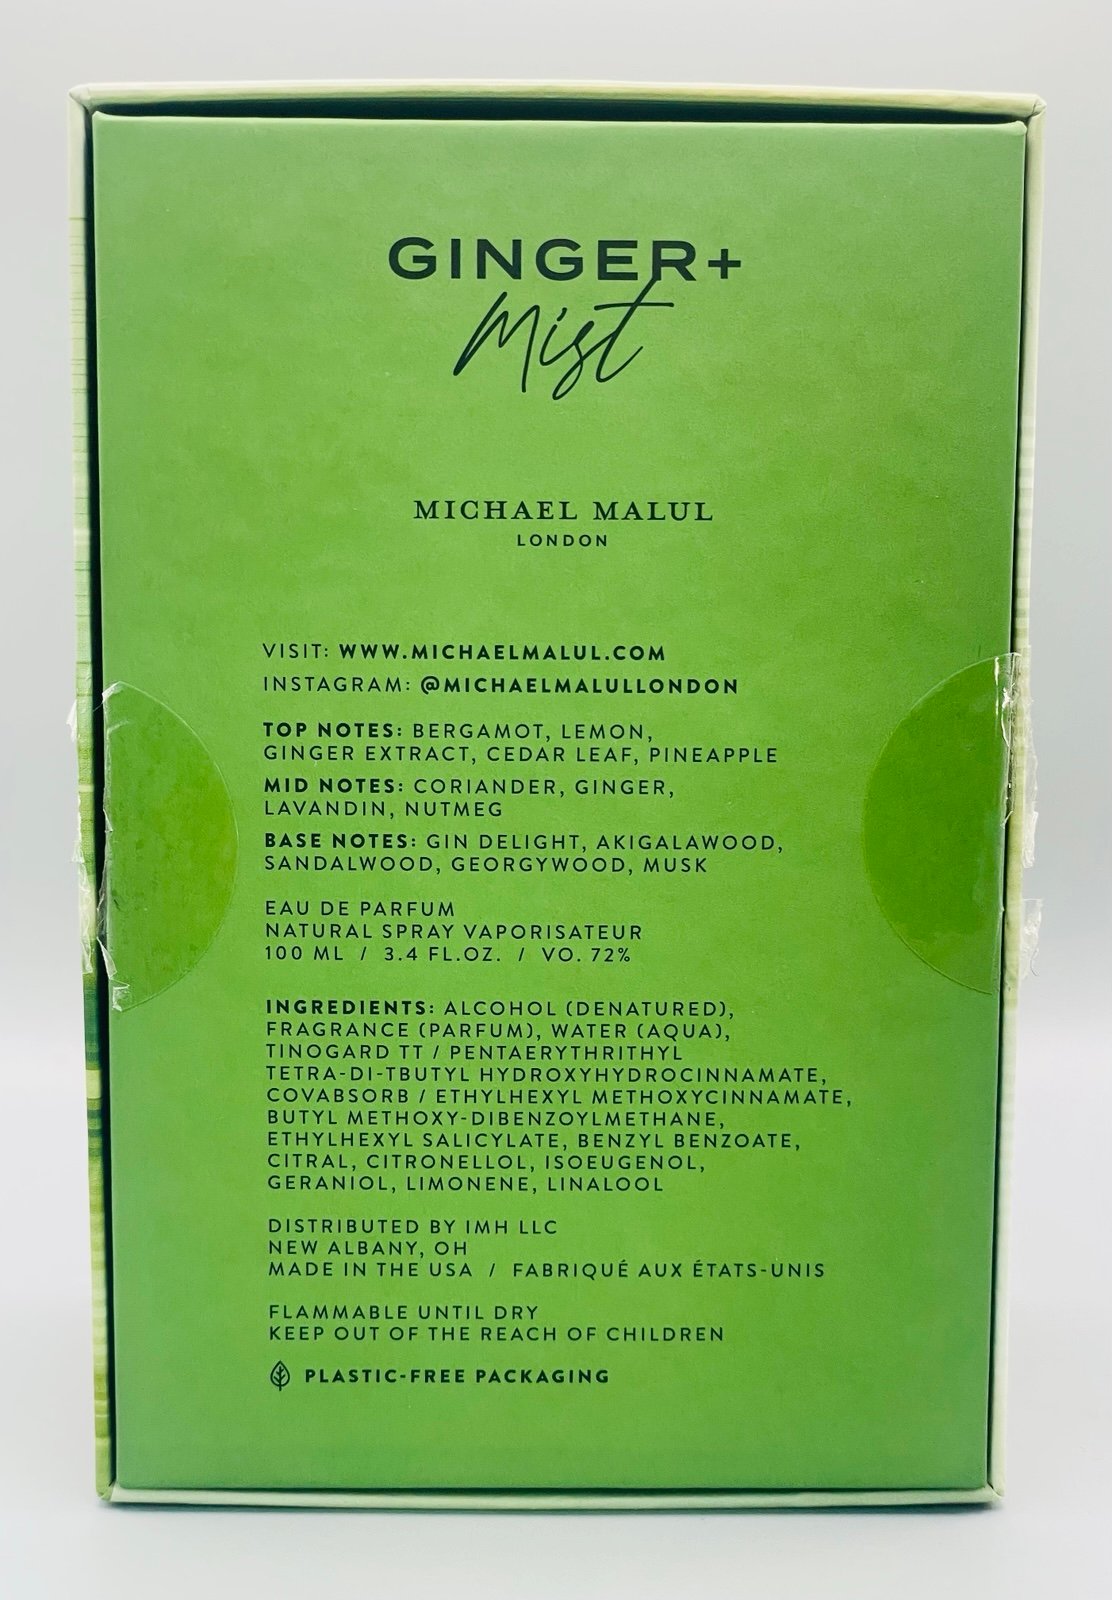 GINGER+
Mist
MICHAEL MALUL
LONDON
VISIT: WWW.MICHAELMALUL.COM
INSTAGRAM: @MICHAELMALULLONDON
TOP NOTES: BERGAMOT, LEMON,
GINGER EXTRACT, CEDAR LEAF, PINEAPPLE
MID NOTES: CORIANDER, GINGER,
LAVANDIN, NUTMEG
BASE NOTES: GIN DELIGHT, AKIGALAWOOD,
SANDALWOOD, GEORGYWOOD, MUSK
EAU DE PARFUM
NATURAL SPRAY VAPORISATEUR
100 ML / 3.4 FL.OZ. / VO. 72%
INGREDIENTS: ALCOHOL (DENATURED),
FRAGRANCE (PARFUM), WATER (AQUA),
TINOGARD TT / PENTAERYTHRITHYL
TETRA-DI-TBUTYL HYDROXYHYDROCINNAMATE,
COVABSORB / ETHYLHEXYL METHOXYCINNAMATE,
BUTYL METHOXY-DIBENZOYLMETHANE,
ETHYLHEXYL SALICYLATE, BENZYL BENZOATE,
CITRAL, CITRONELLOL, ISOEUGENOL,
GERANIOL, LIMONENE, LINALOOL
DISTRIBUTED BY IMH LLC
NEW ALBANY, OH
MADE IN THE USA / FABRIQUÉ AUX ÉTATS-UNIS
FLAMMABLE UNTIL DRY
KEEP OUT OF THE REACH OF CHILDREN
PLASTIC-FREE PACKAGING